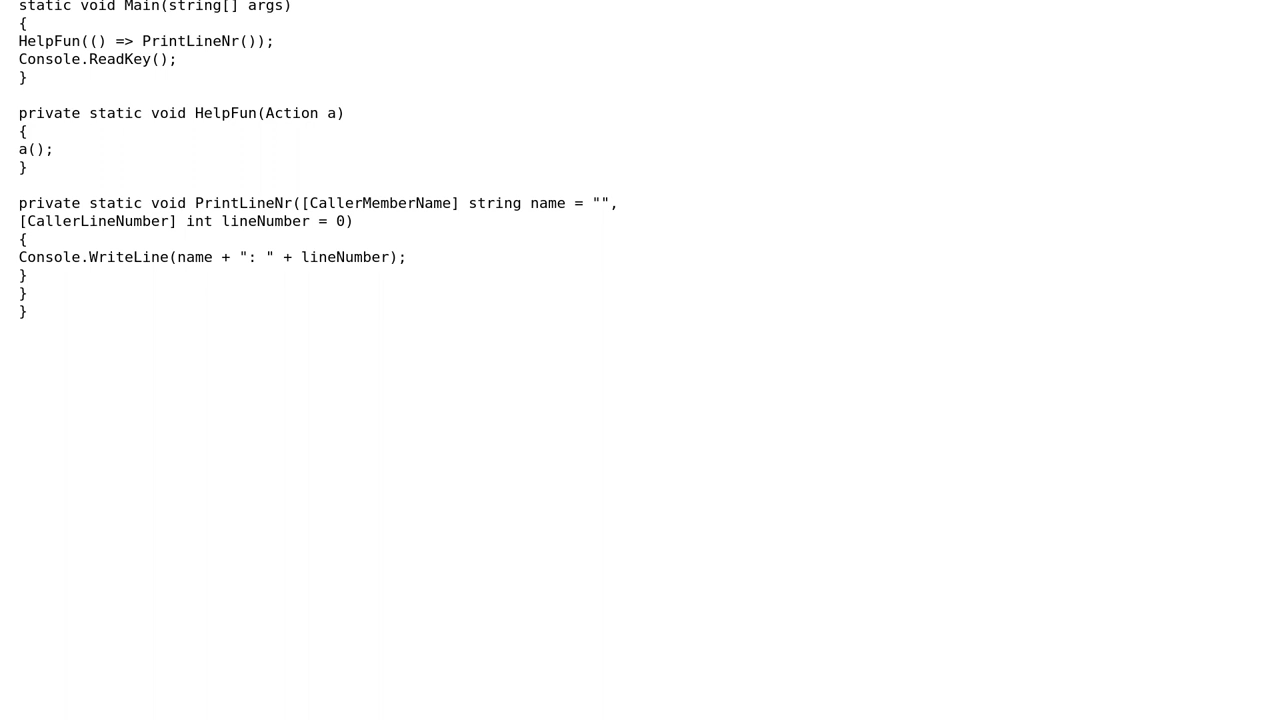 static void Main(string[] args)
{
HelpFun(() => PrintLineNr());
Console.ReadKey();
}

private static void HelpFun(Action a)
{
a();
}

private static void PrintLineNr([CallerMemberName] string name = "",
[CallerLineNumber] int lineNumber = 0)
{
Console.WriteLine(name + ": " + lineNumber);
}
}
}